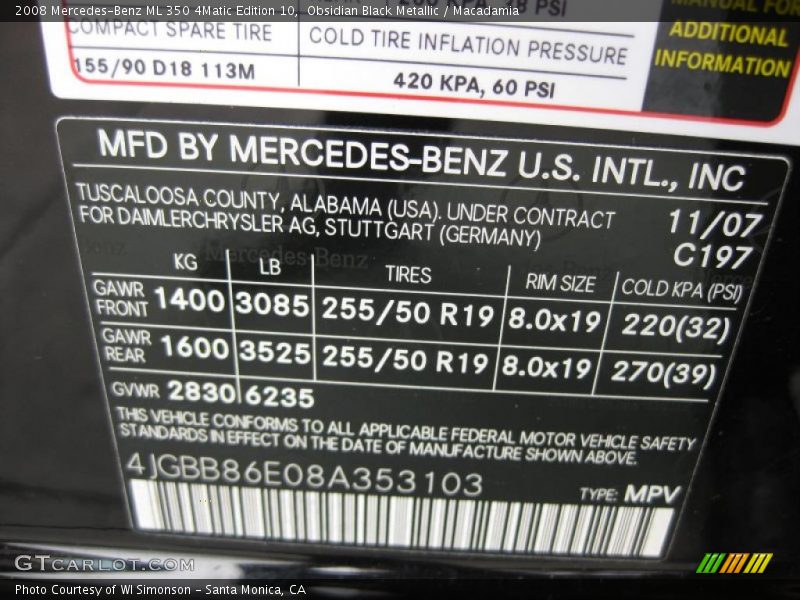 2008 Mercedes-Benz ML 350 4Matic Edition 10, Obsidian Black Metallic / Macadamia
PSI
MANUAL FOR
ADDITIONAL
INFORMATION
COMPACT SPARE TIRE
COLD TIRE INFLATION PRESSURE
155/90 D18 113M
420 KPA, 60 PSI
MFD BY MERCEDES-BENZ U.S. INTL., INC
TUSCALOOSA COUNTY, ALABAMA (USA). UNDER CONTRACT
FOR DAIMLERCHRYSLER AG, STUTTGART (GERMANY)
11/07
C197
KG LB TIRES RIM SIZE COLD KPA (PSI)
GAWR
FRONT 1400 3085 255/50 R19 8.0x19 220(32)
GAWR
REAR 1600 3525 255/50 R19 8.0x19 270(39)
GVWR 2830 6235
THIS VEHICLE CONFORMS TO ALL APPLICABLE FEDERAL MOTOR VEHICLE SAFETY
STANDARDS IN EFFECT ON THE DATE OF MANUFACTURE SHOWN ABOVE.
4JGBB86E08A353103
TYPE: MPV
GTcarlot.com
Photo Courtesy of WI Simonson - Santa Monica, CA